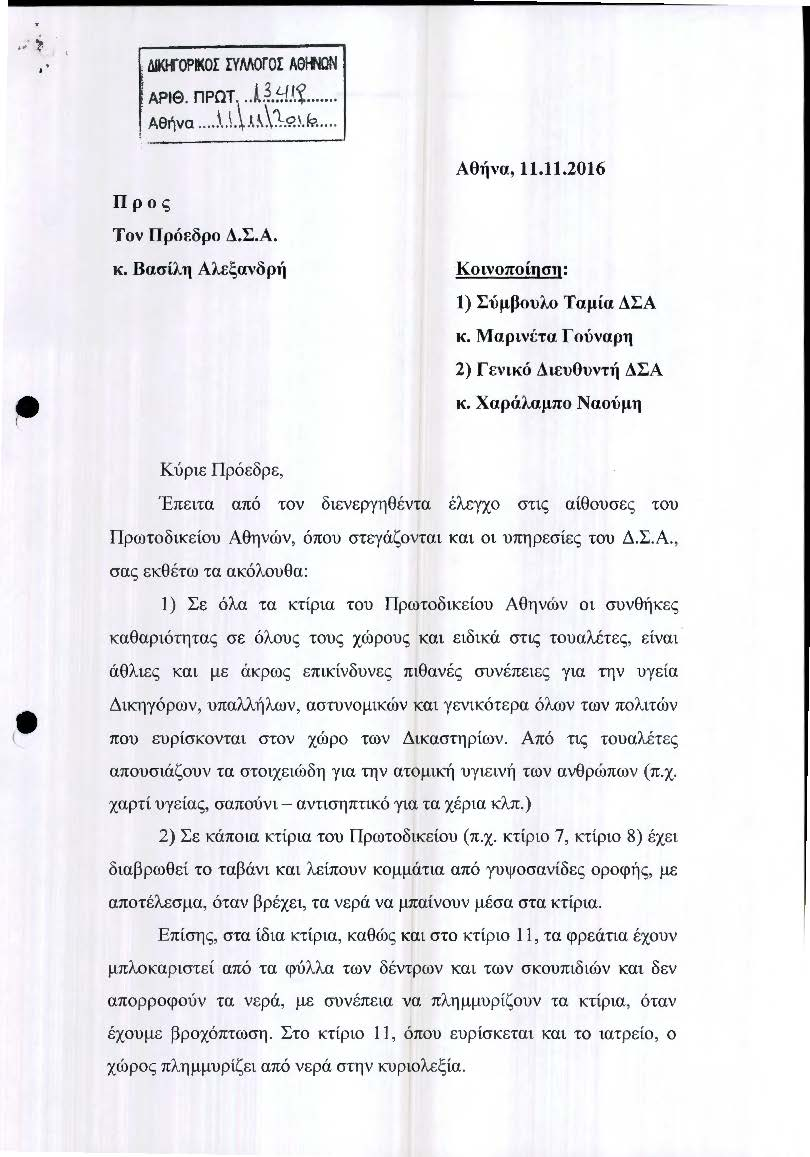 ΔΙΚΗΓΟΡΙΚΟΣ ΣΥΛΛΟΓΟΣ ΑΘΗΝΩΝ
ΑΡΙΘ. ΠΡΩΤ. ..13419.......
Αθήνα .....11/11/2016....
Αθήνα, 11.11.2016
Π ρ ο ς
Τον Πρόεδρο Δ.Σ.Α.
κ. Βασίλη Αλεξανδρή
Κοινοποίηση:
1) Σύμβουλο Ταμία ΔΣΑ
κ. Μαρινέτα Γούναρη
2) Γενικό Διευθυντή ΔΣΑ
κ. Χαράλαμπο Ναούμη
Κύριε Πρόεδρε,
Έπειτα από τον διενεργηθέντα έλεγχο στις αίθουσες του
Πρωτοδικείου Αθηνών, όπου στεγάζονται και οι υπηρεσίες του Δ.Σ.Α.,
σας εκθέτω τα ακόλουθα:
1) Σε όλα τα κτίρια του Πρωτοδικείου Αθηνών οι συνθήκες
καθαριότητας σε όλους τους χώρους και ειδικά στις τουαλέτες, είναι
άθλιες και με άκρως επικίνδυνες πιθανές συνέπειες για την υγεία
Δικηγόρων, υπαλλήλων, αστυνομικών και γενικότερα όλων των πολιτών
που ευρίσκονται στον χώρο των Δικαστηρίων. Από τις τουαλέτες
απουσιάζουν τα στοιχειώδη για την ατομική υγιεινή των ανθρώπων (π.χ.
χαρτί υγείας, σαπούνι – αντισηπτικό για τα χέρια κλπ.)
2) Σε κάποια κτίρια του Πρωτοδικείου (π.χ. κτίριο 7, κτίριο 8) έχει
διαβρωθεί το ταβάνι και λείπουν κομμάτια από γυψοσανίδες οροφής, με
αποτέλεσμα, όταν βρέχει, τα νερά να μπαίνουν μέσα στα κτίρια.
Επίσης, στα ίδια κτίρια, καθώς και στο κτίριο 11, τα φρεάτια έχουν
μπλοκαριστεί από τα φύλλα των δέντρων και των σκουπιδιών και δεν
απορροφούν τα νερά, με συνέπεια να πλημμυρίζουν τα κτίρια, όταν
έχουμε βροχόπτωση. Στο κτίριο 11, όπου ευρίσκεται και το ιατρείο, ο
χώρος πλημμυρίζει από νερά στην κυριολεξία.